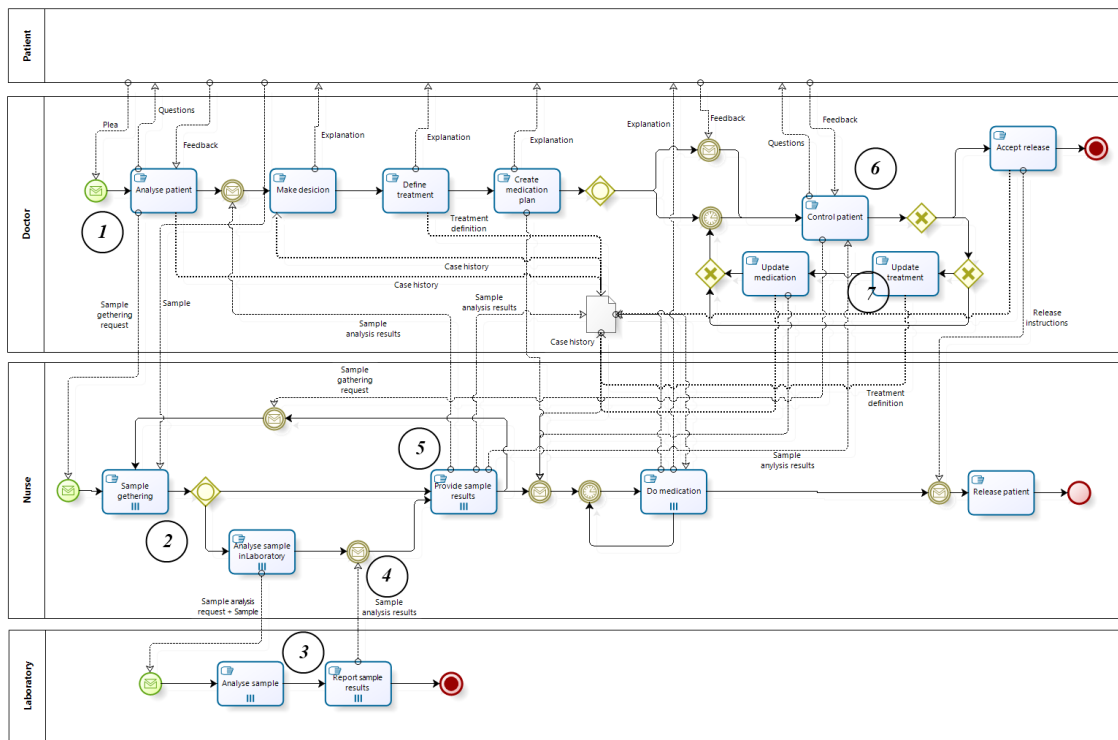 Patient
Plea
Questions
Feedback
Explanation
Explanation
Explanation
Explanation
Feedback
Questions
Feedback
Doctor
Analyse patient
Make desicion
Define
treatment
Create
medication
plan
Control patient
Accept release
Update
medication
Update
treatment
1
6
7
Treatment
definition
Case history
Case history
Sample
gethering
request
Sample
Sample
analysis results
Sample
analysis results
Case history
Release
instructions
Nurse
Sample
gathering
request
Treatment
definition
Sample
anylysis results
Sample
gethering
Provide sample
results
Do medication
Release patient
Analyse sample
inLaboratory
2
5
4
Sample analysis
request + Sample
Sample
analysis results
Laboratory
3
Analyse sample
Report sample
results